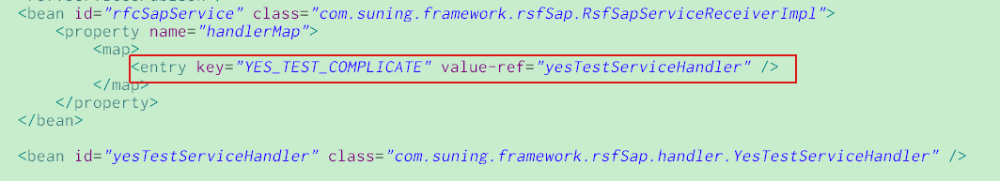 <bean id="rfcSapService" class="com.suning.framework.rsfSap.RsfSapServiceReceiverImpl">
<property name="handlerMap">
<map>
<entry key="YES_TEST_COMPLICATE" value-ref="yesTestServiceHandler" />
</map>
</property>
</bean>
<bean id="yesTestServiceHandler" class="com.suning.framework.rsfSap.handler.YesTestServiceHandler" />